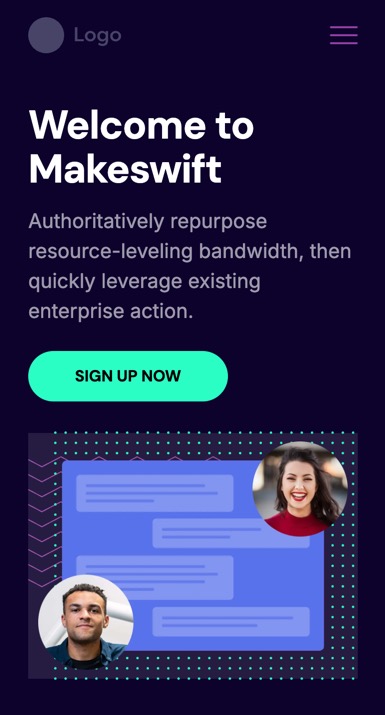 Logo
Welcome to
Makeswift
Authoritatively repurpose
resource-leveling bandwidth, then
quickly leverage existing
enterprise action.
SIGN UP NOW